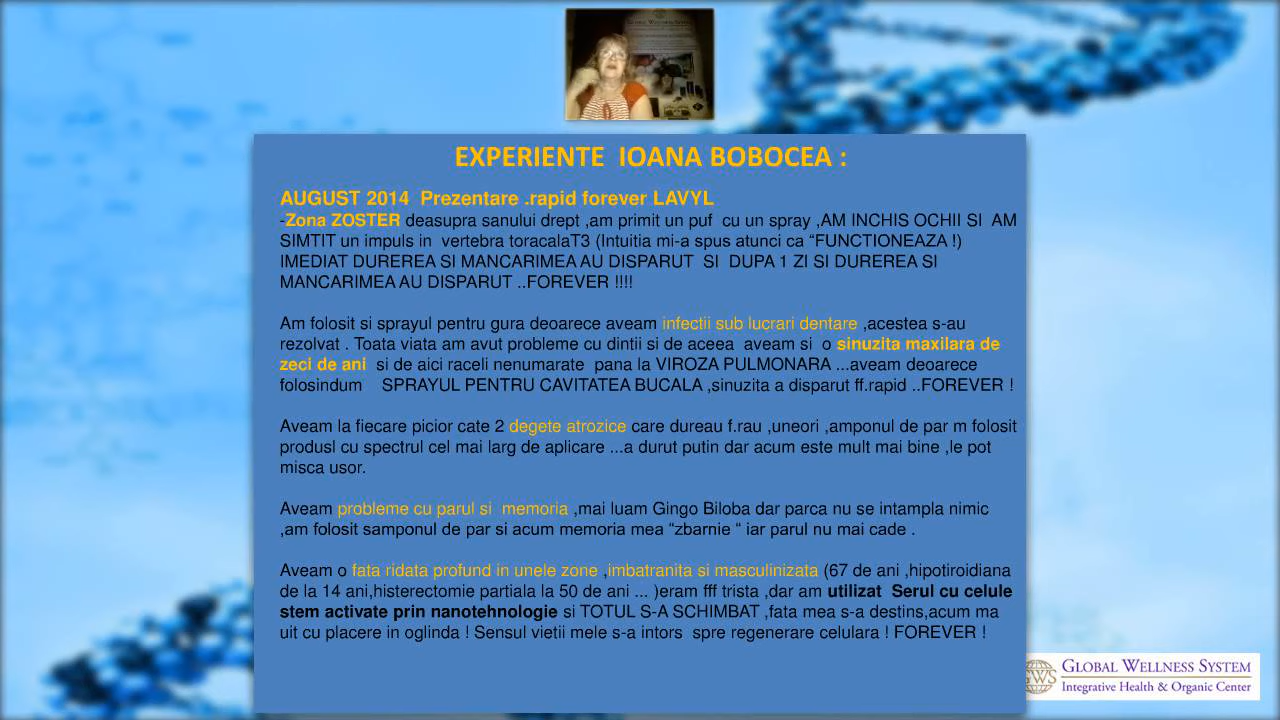 EXPERIENTE IOANA BOBOCEA :
AUGUST 2014 Prezentare .rapid forever LAVYL
-Zona ZOSTER deasupra sanului drept ,am primit un puf cu un spray ,AM INCHIS OCHII SI AM
SIMTIT un impuls in vertebra toracalaT3 (Intuitia mi-a spus atunci ca “FUNCTIONEAZA !)
IMEDIAT DUREREA SI MANCARIMEA AU DISPARUT SI DUPA 1 ZI SI DUREREA SI
MANCARIMEA AU DISPARUT ..FOREVER !!!!
Am folosit si sprayul pentru gura deoarece aveam infectii sub lucrari dentare ,acestea s-au
rezolvat . Toata viata am avut probleme cu dintii si de aceea aveam si o sinuzita maxilara de
zeci de ani si de aici raceli nenumarate pana la VIROZA PULMONARA ...aveam deoarece
folosindum SPRAYUL PENTRU CAVITATEA BUCALA ,sinuzita a disparut ff.rapid ..FOREVER !
Aveam la fiecare picior cate 2 degete atrozice care dureau f.rau ,uneori ,amponul de par m folosit
produsl cu spectrul cel mai larg de aplicare ...a durut putin dar acum este mult mai bine ,le pot
misca usor.
Aveam probleme cu parul si memoria ,mai luam Gingo Biloba dar parca nu se intampla nimic
,am folosit samponul de par si acum memoria mea “zbarnie “ iar parul nu mai cade .
Aveam o fata ridata profund in unele zone ,imbatranita si masculinizata (67 de ani ,hipotiroidiana
de la 14 ani,histerectomie partiala la 50 de ani ... )eram fff trista ,dar am utilizat Serul cu celule
stem activate prin nanotehnologie si TOTUL S-A SCHIMBAT ,fata mea s-a destins,acum ma
uit cu placere in oglinda ! Sensul vietii mele s-a intors spre regenerare celulara ! FOREVER !
GWS
GLOBAL WELLNESS SYSTEM
Integrative Health & Organic Center